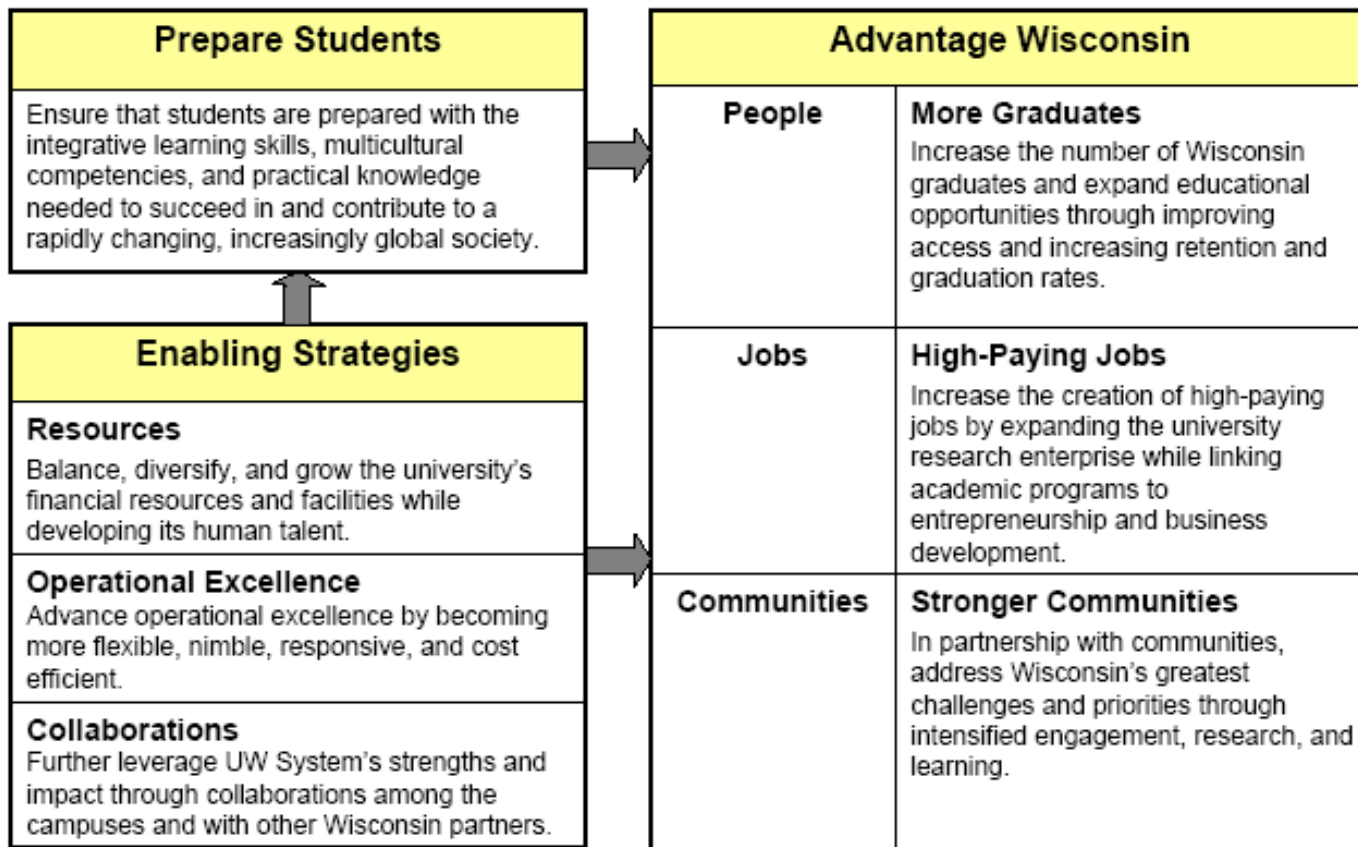 Prepare Students
Ensure that students are prepared with the
integrative learning skills, multicultural
competencies, and practical knowledge
needed to succeed in and contribute to a
rapidly changing, increasingly global society.
Enabling Strategies
Resources
Balance, diversify, and grow the university's
financial resources and facilities while
developing its human talent.
Operational Excellence
Advance operational excellence by becoming
more flexible, nimble, responsive, and cost
efficient.
Collaborations
Further leverage UW System's strengths and
impact through collaborations among the
campuses and with other Wisconsin partners.
Advantage Wisconsin
People
More Graduates
Increase the number of Wisconsin
graduates and expand educational
opportunities through improving
access and increasing retention and
graduation rates.
Jobs
High-Paying Jobs
Increase the creation of high-paying
jobs by expanding the university
research enterprise while linking
academic programs to
entrepreneurship and business
development.
Communities
Stronger Communities
In partnership with communities,
address Wisconsin's greatest
challenges and priorities through
intensified engagement, research, and
learning.